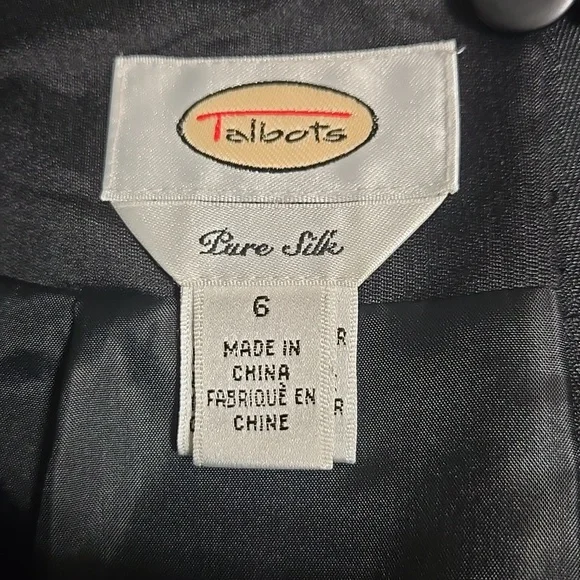 Talbots
Pure Silk
6
MADE IN
CHINA
FABRIQUÈ EN
CHINE
R
R